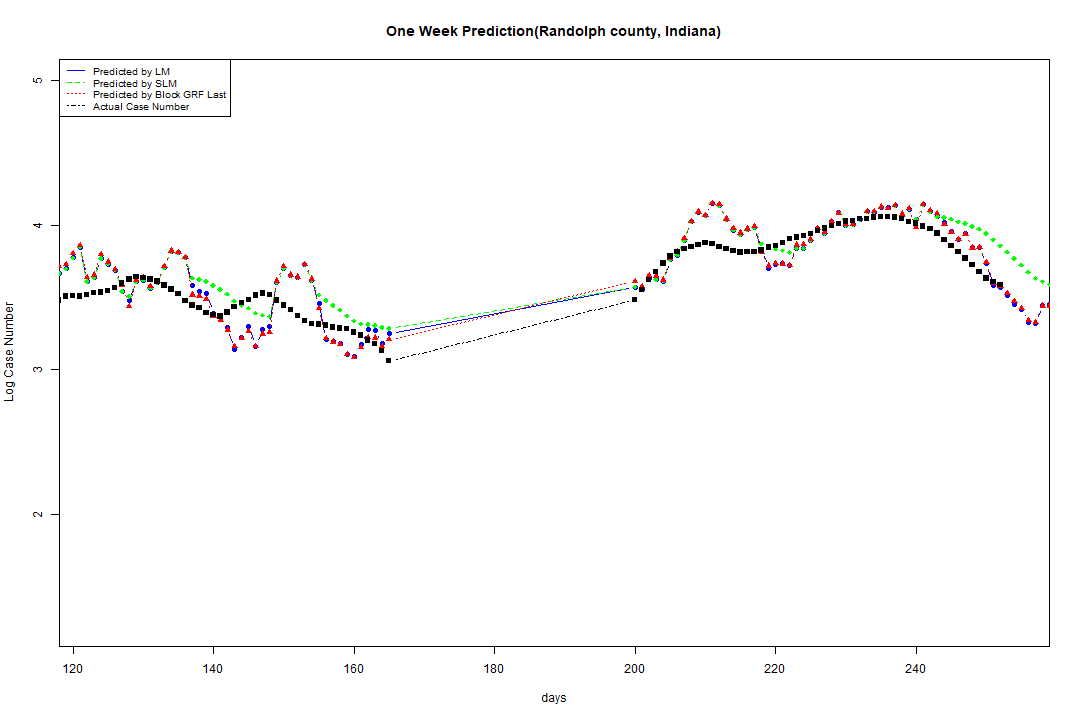 One Week Prediction(Randolph county, Indiana)
Predicted by LM
Predicted by SLM
Predicted by Block GRF Last
Actual Case Number
5
4
3
2
Log Case Number
120 140 160 180 200 220 240
days